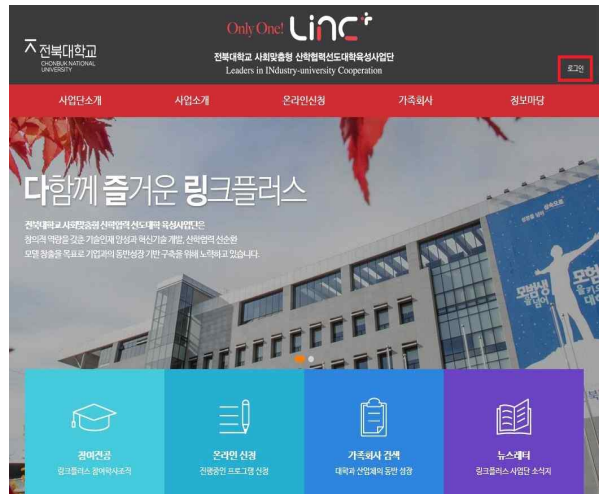 전북대학교
CHONBUK NATIONAL
UNIVERSITY
Only One! LINC+
전북대학교 사회맞춤형 산학협력선도대학육성사업단
Leaders in INdustry-university Cooperation
로그인
사업단소개 사업소개 온라인신청 가족회사 정보마당
다함께 즐거운 링크플러스
전북대학교 사회맞춤형 산학협력 선도대학 육성사업단은
창의적 역량을 갖춘 기술인재 양성과 혁신기술 개발, 산학협력 선순환
모델 창출을 목표로 기업과의 동반성장 기반 구축을 위해 노력하고 있습니다.
모범생을 넘어
모험생
참여전공
링크플러스 참여학사조직
온라인 신청
진행중인 프로그램 신청
가족회사 검색
대학과 산업체의 동반 성장
뉴스레터
링크플러스 사업단 소식지